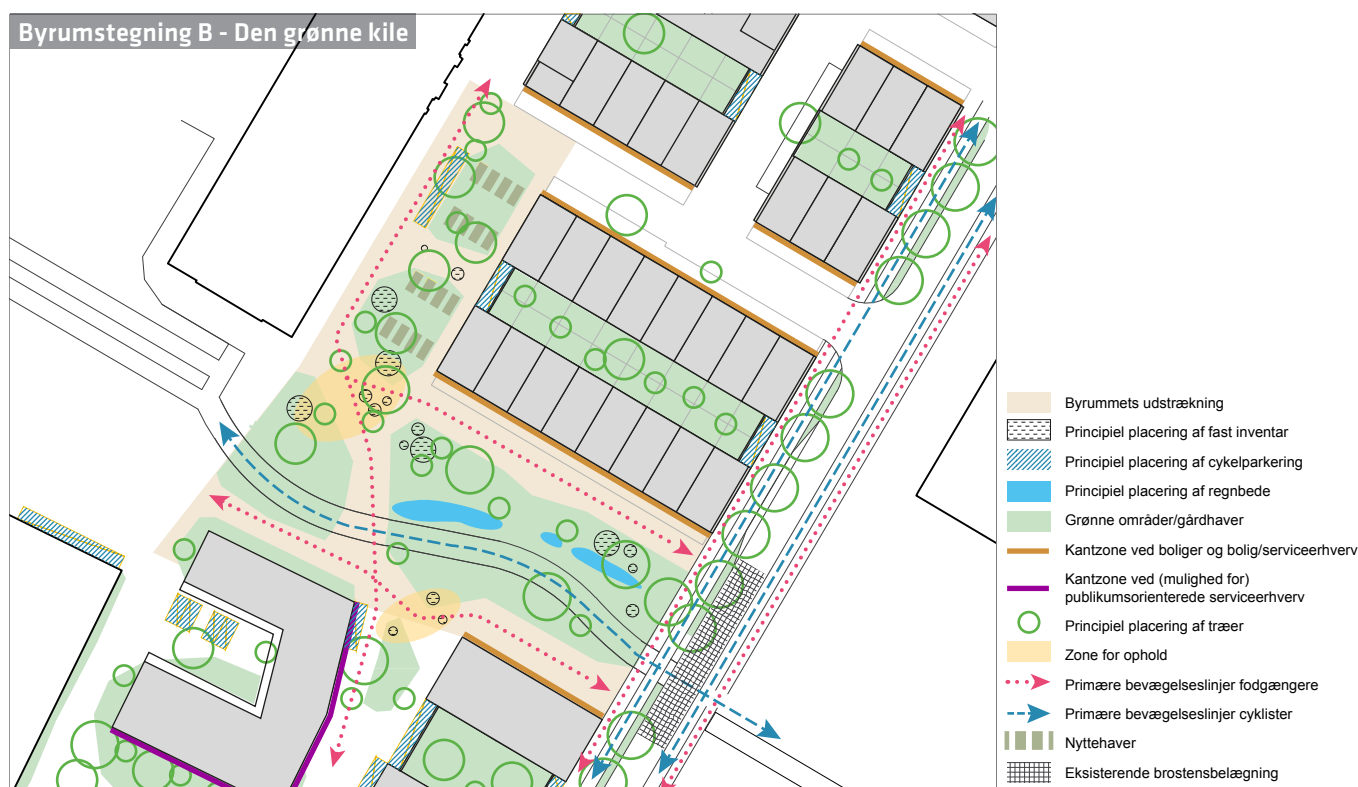 Byrumstegning B - Den grønne kile
Byrummets udstrækning
Principiel placering af fast inventar
Principiel placering af cykelparkering
Principiel placering af regnbede
Grønne områder/gårdhaver
Kantzone ved boliger og bolig/serviceerhverv
Kantzone ved (mulighed for)
publikumsorienterede serviceerhverv
Principiel placering af træer
Zone for ophold
Primære bevægelseslinjer fodgængere
Primære bevægelseslinjer cyklister
Nyttehaver
Eksisterende brostensbelægning